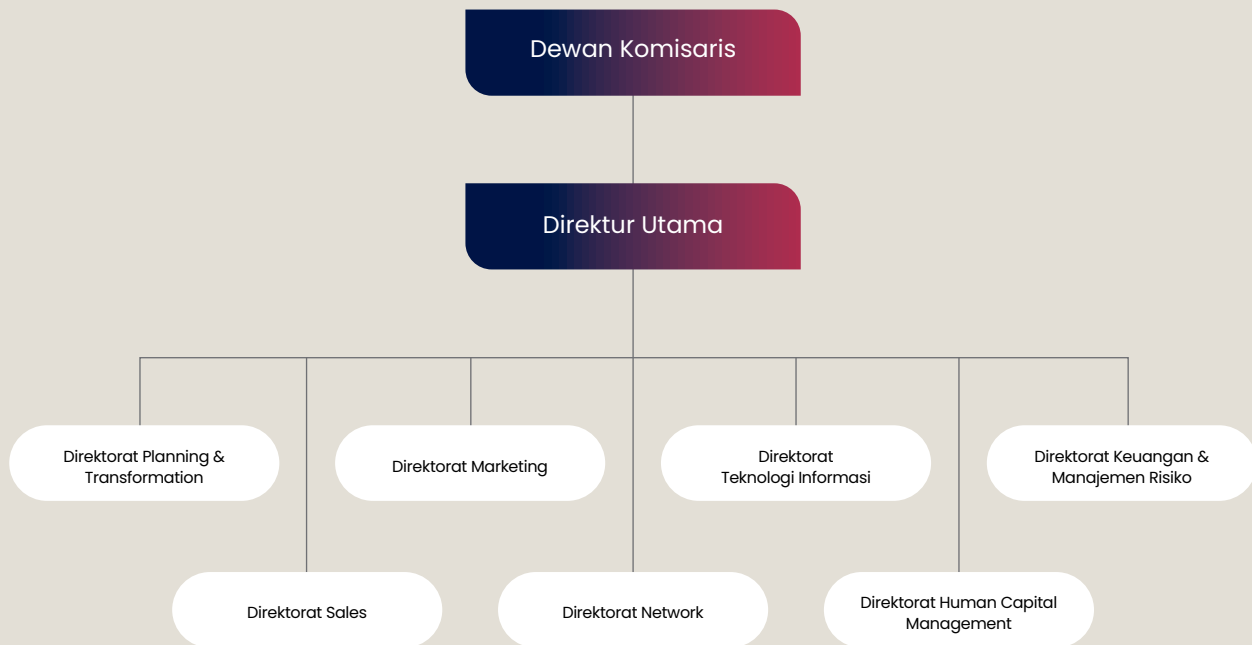 Dewan Komisaris
Direktur Utama
Direktorat Planning &
Transformation
Direktorat Marketing
Direktorat
Teknologi Informasi
Direktorat Keuangan &
Manajemen Risiko
Direktorat Sales
Direktorat Network
Direktorat Human Capital
Management